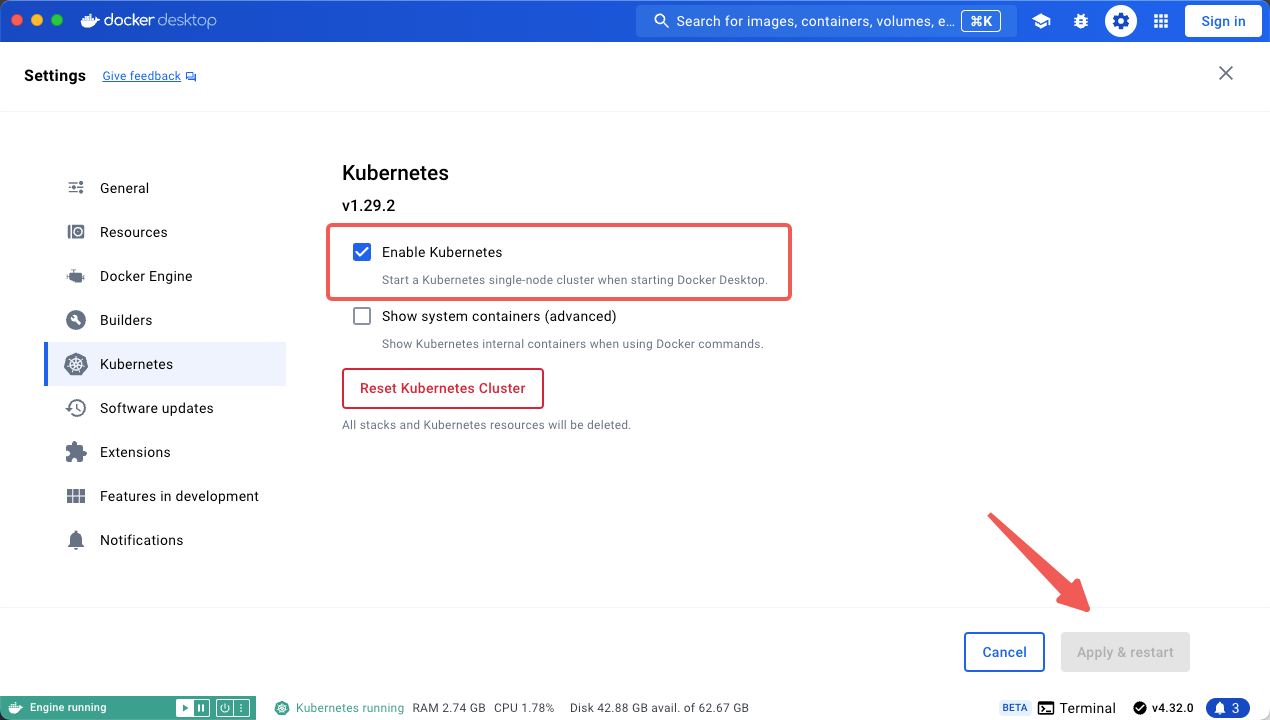 docker desktop
Search for images, containers, volumes, e... ⌘K
Sign in
Settings
Give feedback
General
Resources
Docker Engine
Builders
Kubernetes
Software updates
Extensions
Features in development
Notifications
Kubernetes
v1.29.2
Enable Kubernetes
Start a Kubernetes single-node cluster when starting Docker Desktop.
Show system containers (advanced)
Show Kubernetes internal containers when using Docker commands.
Reset Kubernetes Cluster
All stacks and Kubernetes resources will be deleted.
Cancel
Apply & restart
Engine running
Kubernetes running
RAM 2.74 GB CPU 1.78% Disk 42.88 GB avail. of 62.67 GB
BETA
Terminal
v4.32.0
3